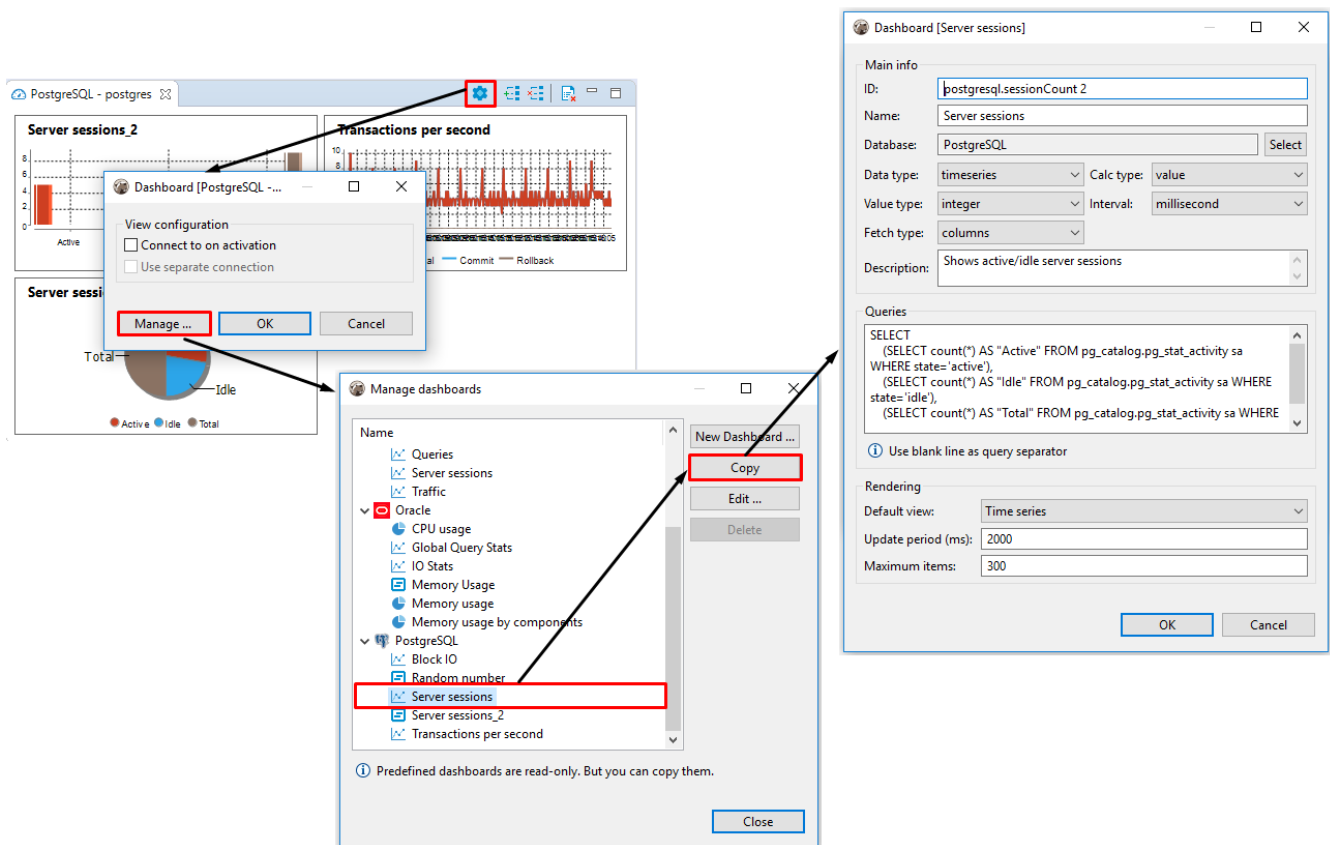 PostgreSQL - postgres
Server sessions_2
8
6
4
2
0
Active
Transactions per second
10
8
Commit
Rollback
Server sessi
Total
Idle
Active Idle Total
Dashboard [PostgreSQL -...
View configuration
Connect to on activation
Use separate connection
Manage ...
OK
Cancel
Manage dashboards
Name
Queries
Server sessions
Traffic
Oracle
CPU usage
Global Query Stats
IO Stats
Memory Usage
Memory usage
Memory usage by components
PostgreSQL
Block IO
Random number
Server sessions
Server sessions_2
Transactions per second
New Dashboard ...
Copy
Edit ...
Delete
Predefined dashboards are read-only. But you can copy them.
Close
Dashboard [Server sessions]
Main info
ID: postgresql.sessionCount 2
Name: Server sessions
Database: PostgreSQL Select
Data type: timeseries Calc type: value
Value type: integer Interval: millisecond
Fetch type: columns
Description: Shows active/idle server sessions
Queries
SELECT
(SELECT count(*) AS "Active" FROM pg_catalog.pg_stat_activity sa
WHERE state='active'),
(SELECT count(*) AS "Idle" FROM pg_catalog.pg_stat_activity sa WHERE
state='idle'),
(SELECT count(*) AS "Total" FROM pg_catalog.pg_stat_activity sa WHERE
Use blank line as query separator
Rendering
Default view: Time series
Update period (ms): 2000
Maximum items: 300
OK
Cancel